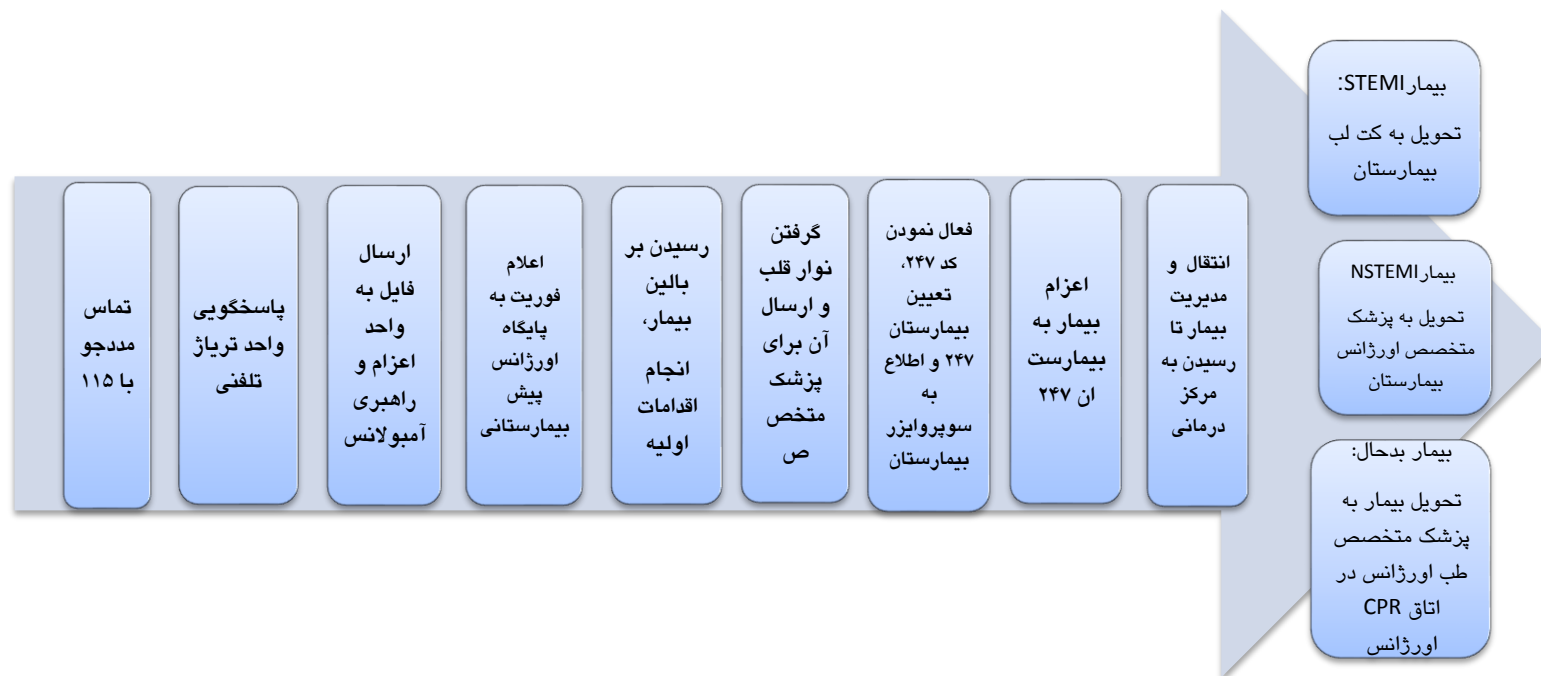 تماس
مددجو
با ۱۱۵
پاسخگویی
واحد تریاژ
تلفنی
ارسال
فایل به
واحد
اعزام و
راهبری
آمبولانس
اعلام
فوریت به
پایگاه
اورژانس
پیش
بیمارستانی
رسیدن بر
بالین
بیمار،
انجام
اقدامات
اولیه
گرفتن
نوار قلب
و ارسال
آن برای
پزشک
متخص
ص
فعال نمودن
کد ۲۴۷،
تعیین
بیمارستان
۲۴۷ و اطلاع
به
سوپروایزر
بیمارستان
اعزام
بیمار به
بیمارست
ان ۲۴۷
انتقال و
مدیریت
بیمار تا
رسیدن به
مرکز
درمانی
بیمار STEMI:
تحویل به کت لب
بیمارستان
بیمار NSTEMI
تحویل به پزشک
متخصص اورژانس
بیمارستان
بیمار بدحال:
تحویل بیمار به
پزشک متخصص
طب اورژانس در
اتاق CPR
اورژانس